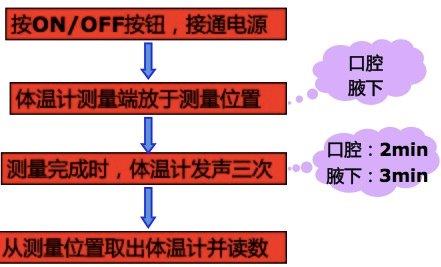 按ON/OFF按钮，接通电源
口腔
腋下
体温计测量端放于测量位置
口腔：2min
腋下：3min
测量完成时，体温计发声三次
从测量位置取出体温计并读数